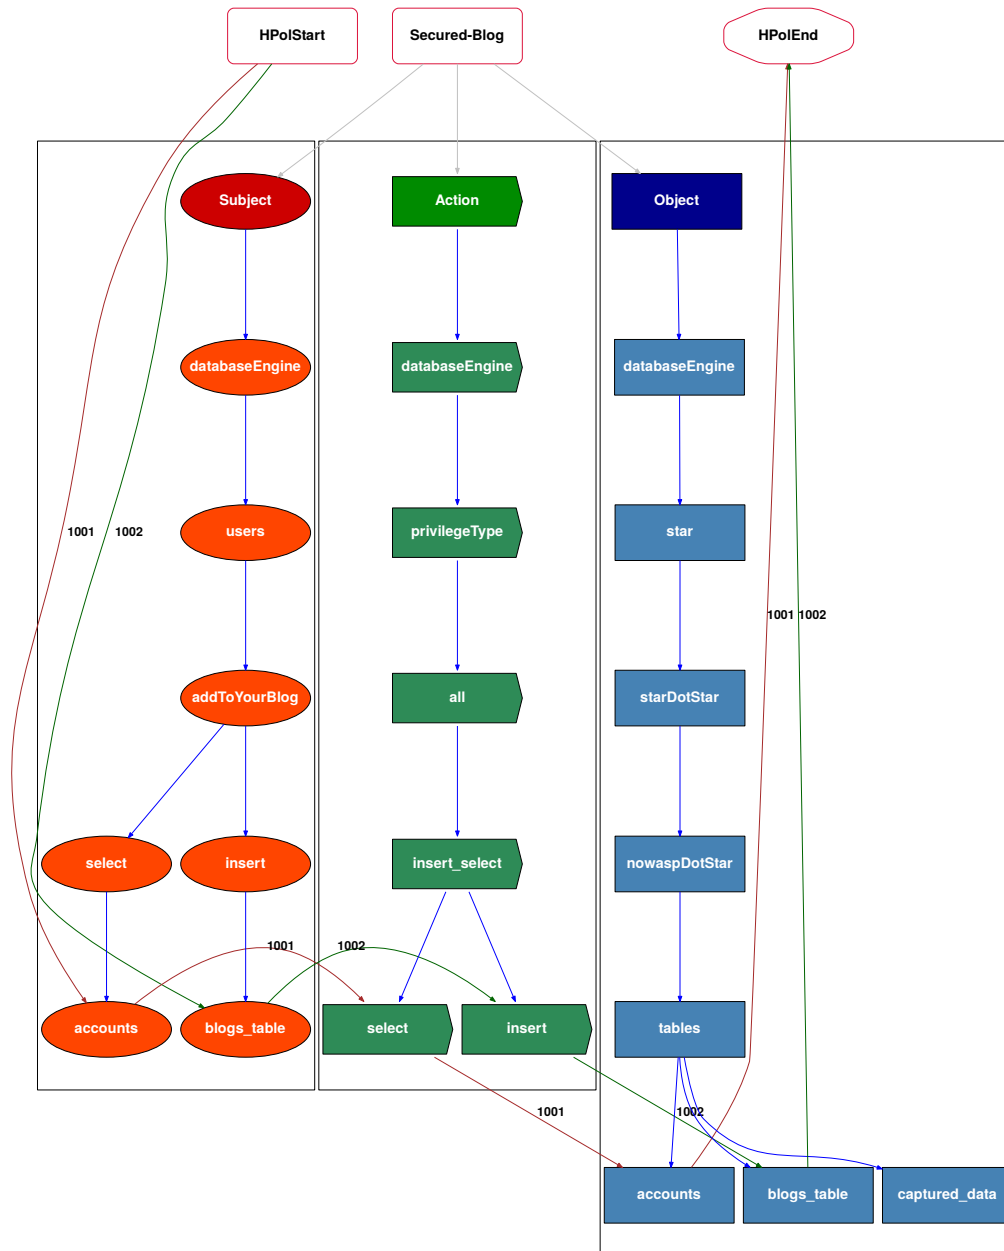 HPolStart
Secured-Blog
HPolEnd
Subject
Action
Object
databaseEngine
databaseEngine
databaseEngine
1001
1002
users
privilegeType
star
1001
1002
addToYourBlog
all
starDotStar
select
insert
insert_select
nowaspDotStar
1001
1002
accounts
blogs_table
select
insert
tables
1001
1002
accounts
blogs_table
captured_data